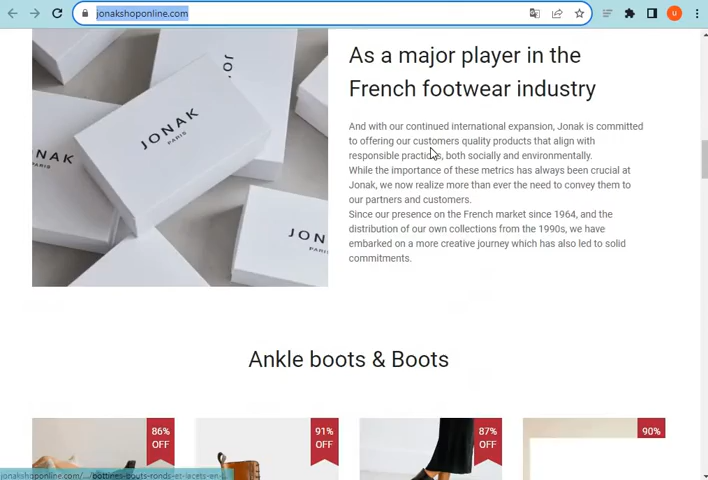 jonakshoponline.com
u
JONAK
PARIS
JONAK
PARIS
As a major player in the
French footwear industry
And with our continued international expansion, Jonak is committed
to offering our customers quality products that align with
responsible practices, both socially and environmentally.
While the importance of these metrics has always been crucial at
Jonak, we now realize more than ever the need to convey them to
our partners and customers.
Since our presence on the French market since 1964, and the
distribution of our own collections from the 1990s, we have
embarked on a more creative journey which has also led to solid
commitments.
Ankle boots & Boots
86%
OFF
91%
OFF
87%
OFF
90%
jonakshoponline.com/.../bottines-bouts-ronds-et-lacets-en-